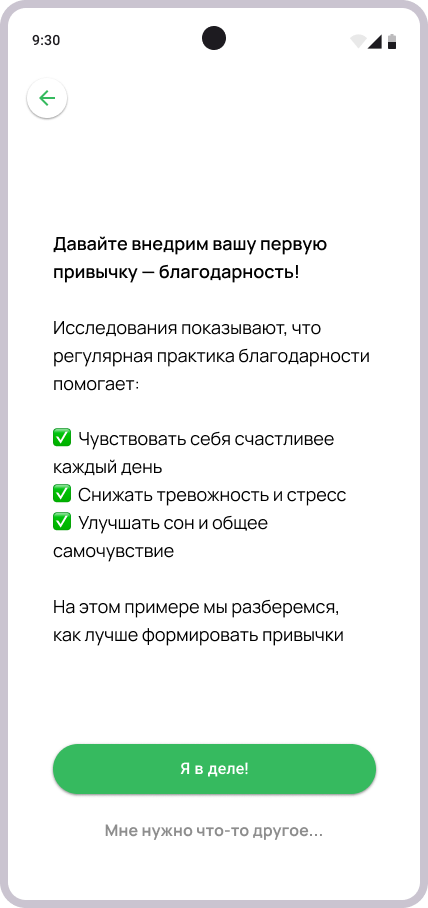 9:30
Давайте внедрим вашу первую
привычку — благодарность!
Исследования показывают, что
регулярная практика благодарности
помогает:
✅ Чувствовать себя счастливее
каждый день
✅ Снижать тревожность и стресс
✅ Улучшать сон и общее
самочувствие
На этом примере мы разберемся,
как лучше формировать привычки
Я в деле!
Мне нужно что-то другое...